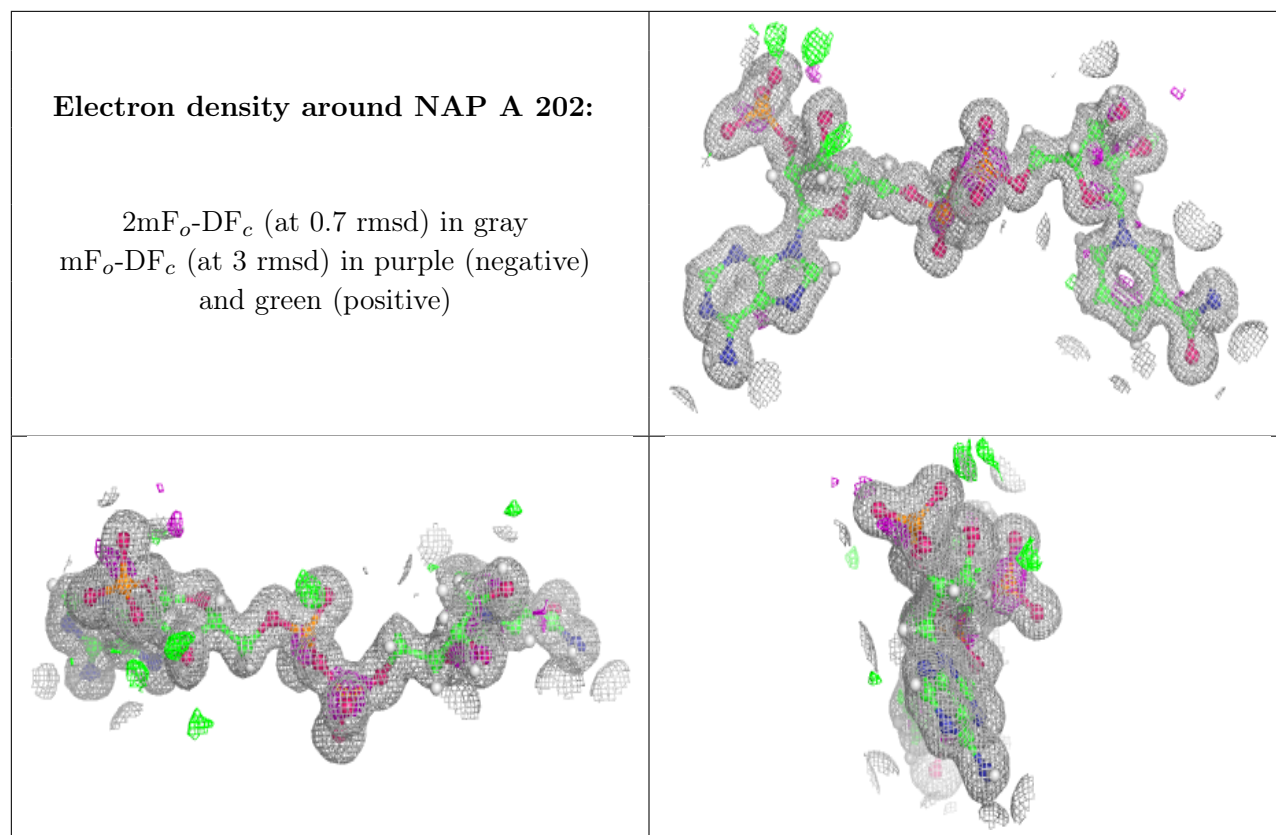 Electron density around NAP A 202:
2mFo-DFc (at 0.7 rmsd) in gray
mFo-DFc (at 3 rmsd) in purple (negative)
and green (positive)